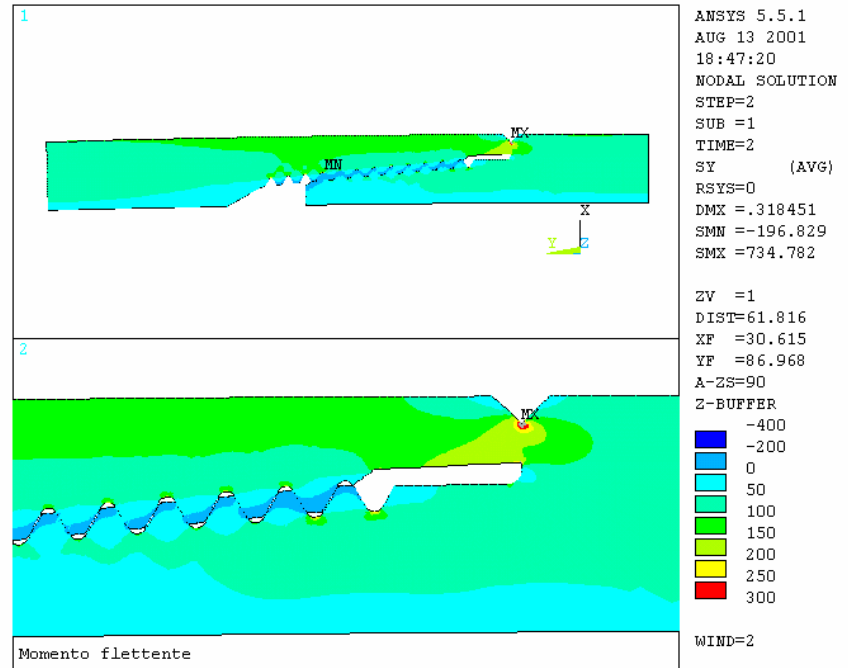 1
MX
MN
X
Y
Z
2
MX
Momento flettente
ANSYS 5.5.1
AUG 13 2001
18:47:20
NODAL SOLUTION
STEP=2
SUB =1
TIME=2
SY (AVG)
RSYS=0
DMX =.318451
SMN =-196.829
SMX =734.782
ZV =1
DIST=61.816
XF =30.615
YF =86.968
A-ZS=90
Z-BUFFER
-400
-200
0
50
100
150
200
250
300
WIND=2